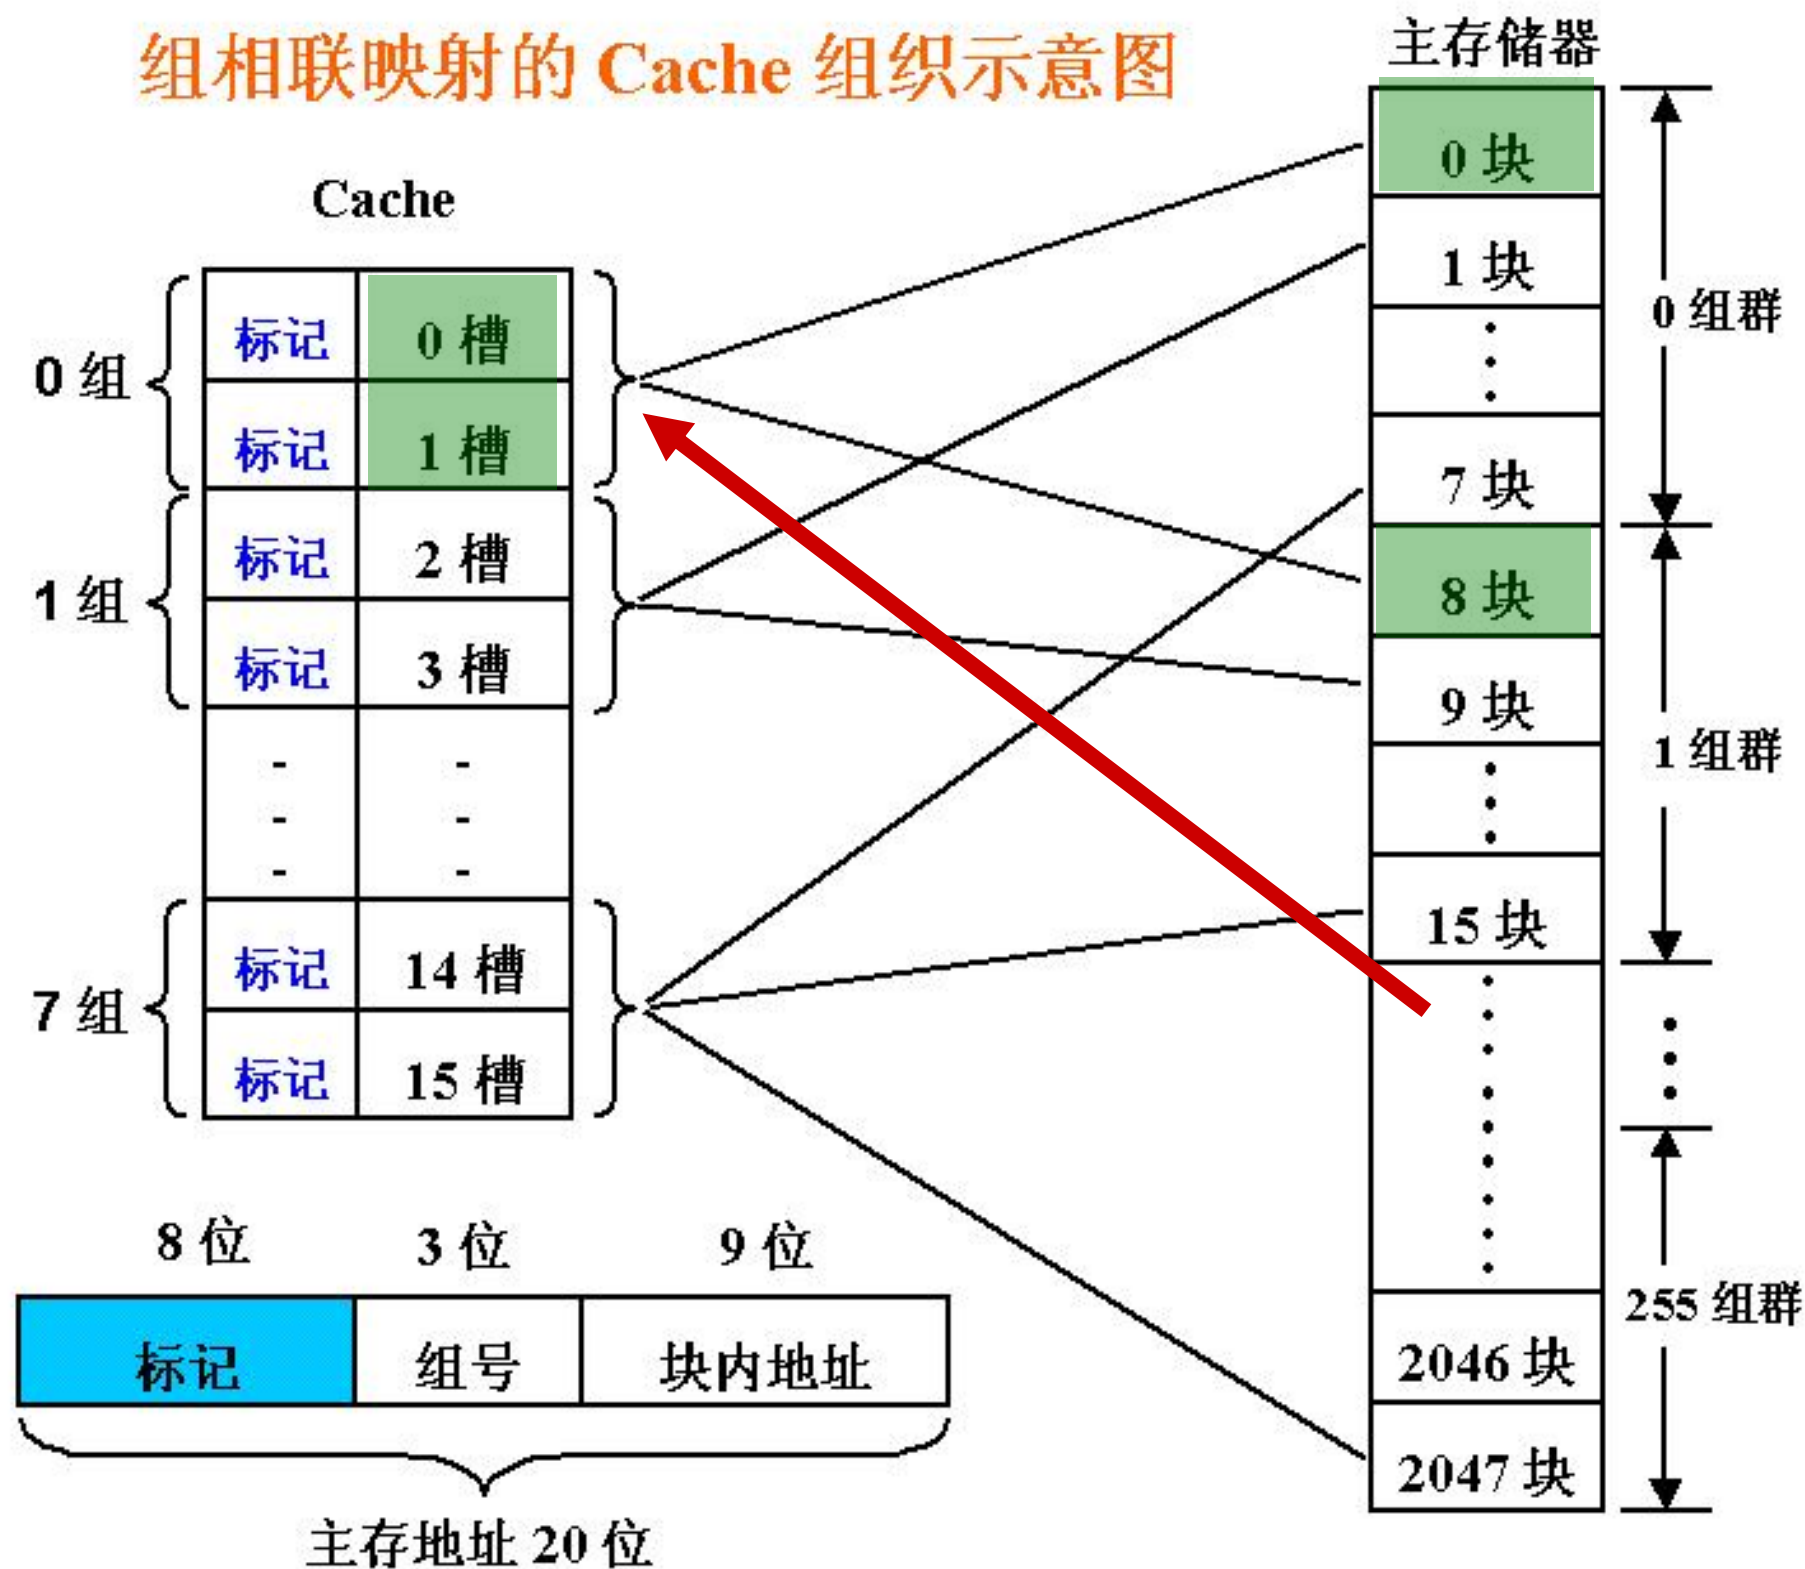 组相联映射的 Cache 组织示意图
主存储器
Cache
0 组
标记 0 槽
标记 1 槽
1 组
标记 2 槽
标记 3 槽
7 组
标记 14 槽
标记 15 槽
0 块
1 块
7 块
8 块
9 块
15 块
2046 块
2047 块
0 组群
1 组群
255 组群
8 位 3 位 9 位
标记 组号 块内地址
主存地址 20 位